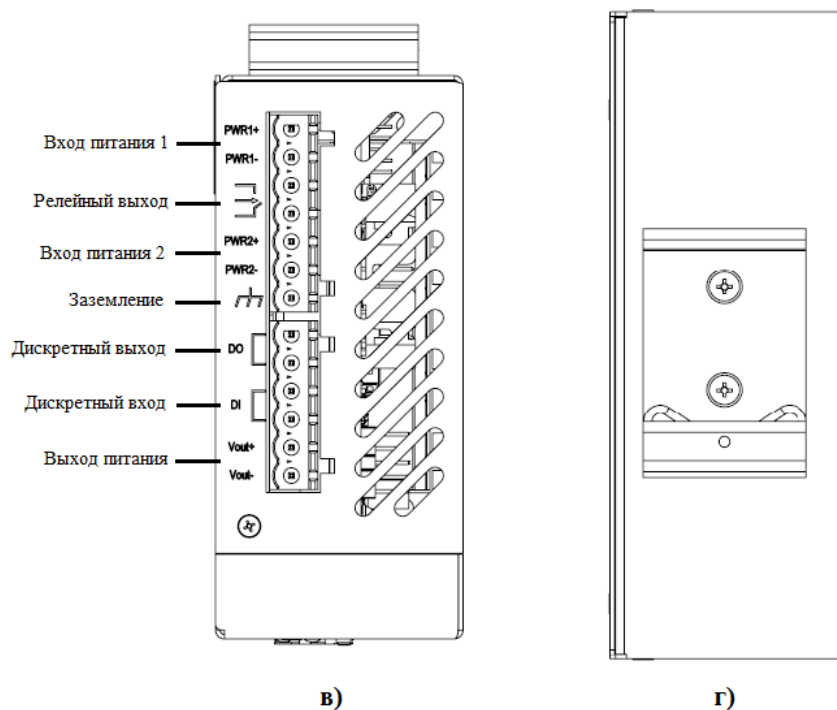 PWR1+
Вход питания 1
PWR1-
Релейный выход
PWR2+
Вход питания 2
PWR2-
Заземление
Дискретный выход DO
Дискретный вход DI
Vout+
Выход питания
Vout-
в) г)